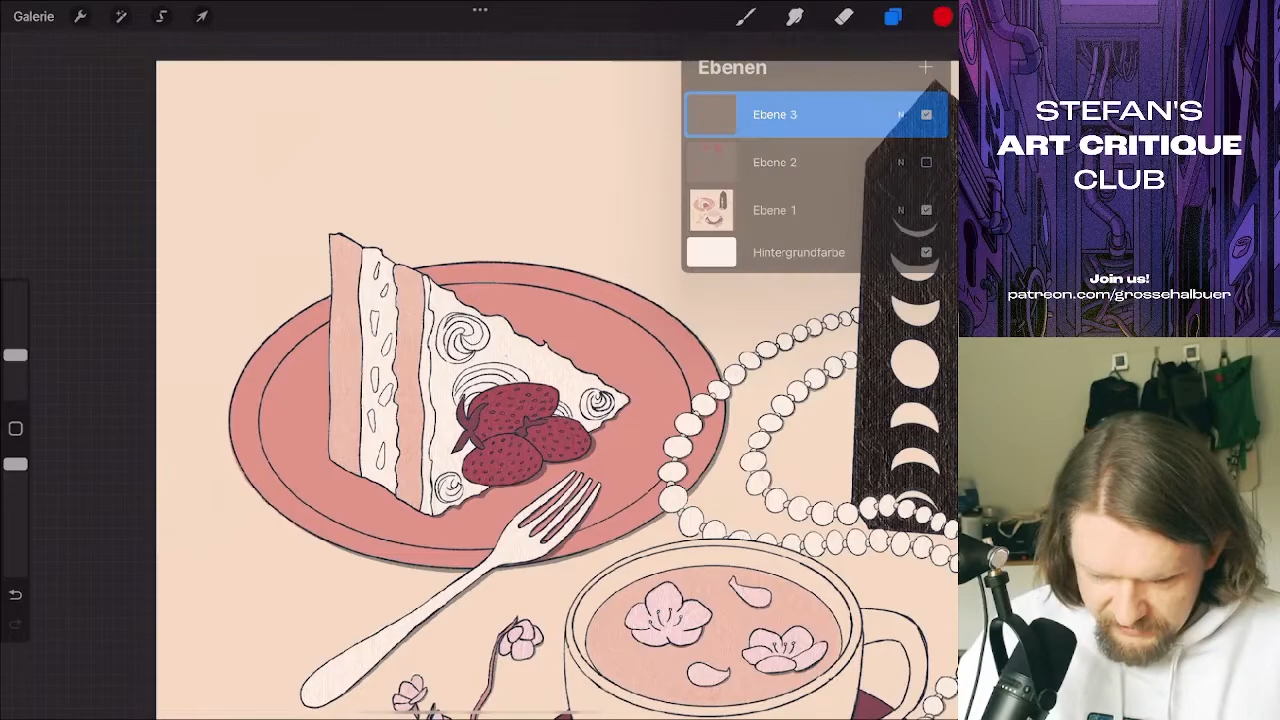 Galerie
Ebenen
Ebene 3
N
Ebene 2
N
Ebene 1
N
Hintergrundfarbe
STEFAN'S
ART CRITIQUE
CLUB
Join us!
patreon.com/grossehalbuer